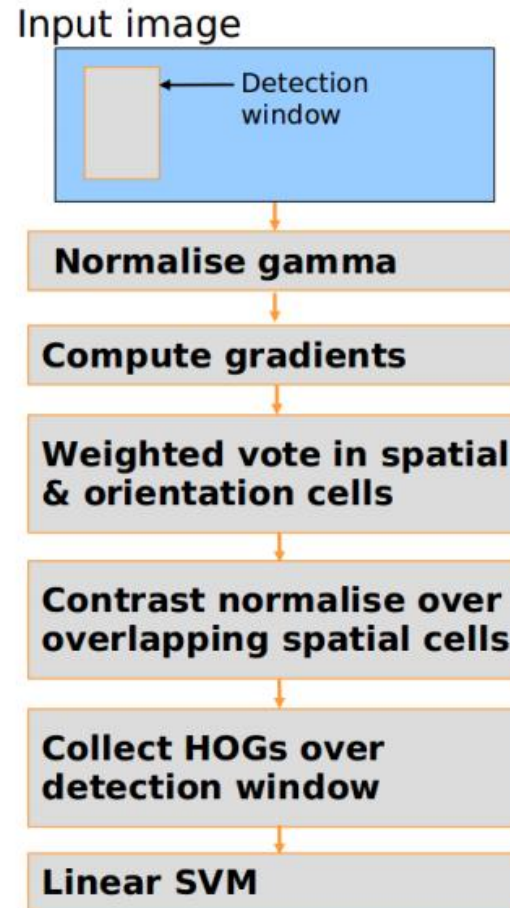 Input image
Detection
window
Normalise gamma
Compute gradients
Weighted vote in spatial
& orientation cells
Contrast normalise over
overlapping spatial cells
Collect HOGs over
detection window
Linear SVM